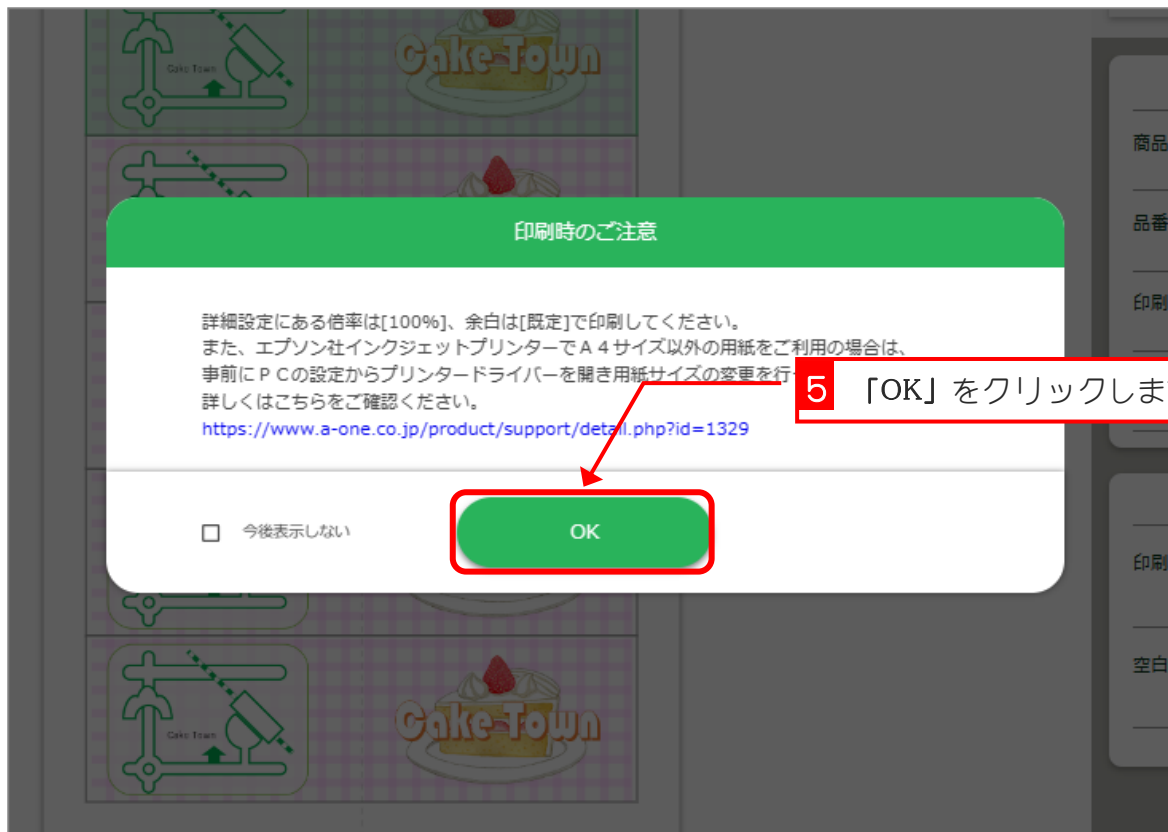 Cake Town
Cake Town
商品
品番
印刷時のご注意
詳細設定にある倍率は[100%]、余白は[既定]で印刷してください。
また、エプソン社インクジェットプリンターでA4サイズ以外の用紙をご利用の場合は、
事前にPCの設定からプリンタードライバーを開き用紙サイズの変更を行
詳しくはこちらをご確認ください。
https://www.a-one.co.jp/product/support/detail.php?id=1329
印刷
5 「OK」をクリックしま
今後表示しない
OK
印刷
空白
Cake Town
Cake Town